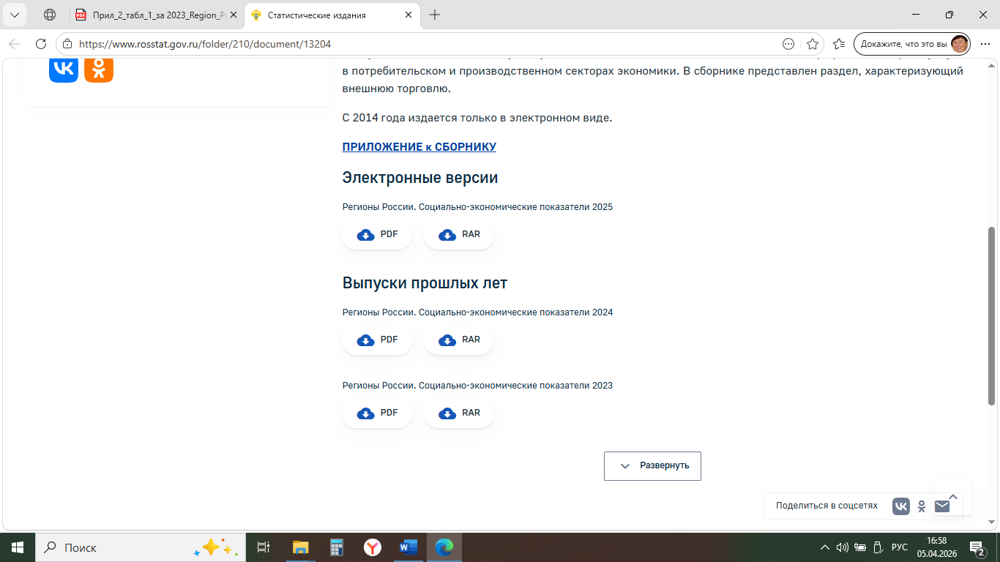 Прил_2_табл_1_за 2023_Region_P
Статистические издания
https://www.rosstat.gov.ru/folder/210/document/13204
Докажите, что это вы
в потребительском и производственном секторах экономики. В сборнике представлен раздел, характеризующий
внешнюю торговлю.
С 2014 года издается только в электронном виде.
ПРИЛОЖЕНИЕ к СБОРНИКУ
Электронные версии
Регионы России. Социально-экономические показатели 2025
PDF
RAR
Выпуски прошлых лет
Регионы России. Социально-экономические показатели 2024
PDF
RAR
Регионы России. Социально-экономические показатели 2023
PDF
RAR
Развернуть
Поделиться в соцсетях
Поиск
РУС
16:58
05.04.2026
2